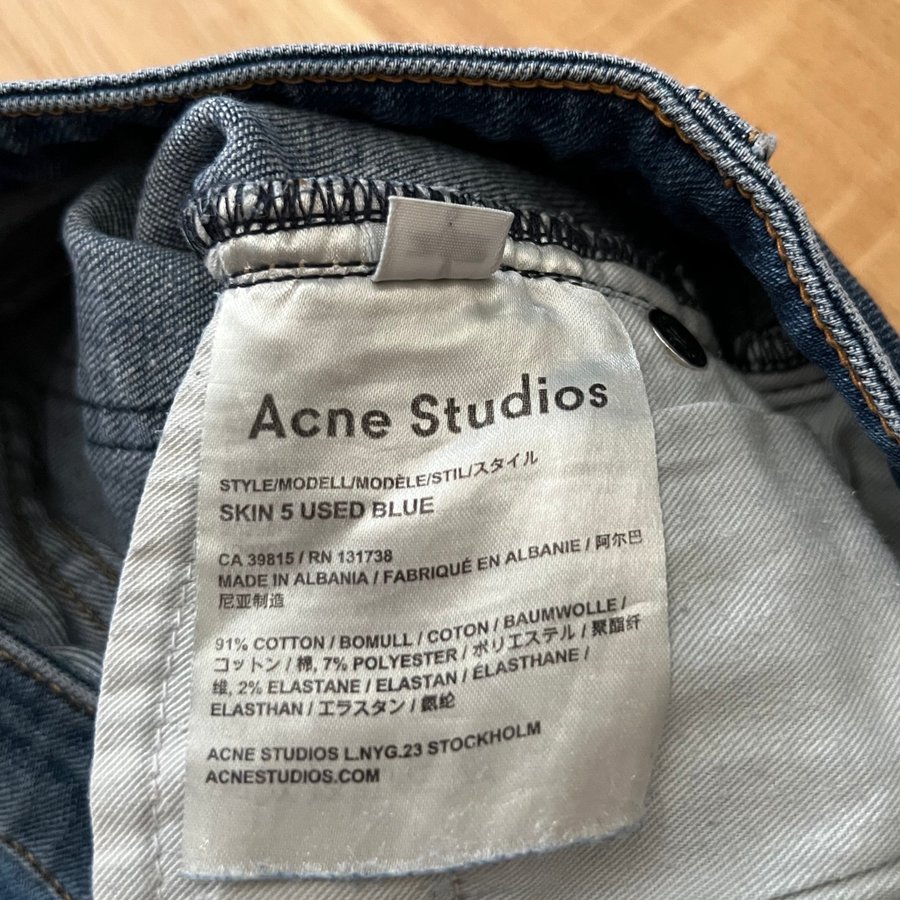 Acne Studios
STYLE/MODELL/MODÈLE/STIL/スタイル
SKIN 5 USED BLUE
CA 39815 / RN 131738
MADE IN ALBANIA / FABRIQUÉ EN ALBANIE / 阿尔巴
尼亚制造
91% COTTON / BOMULL / COTON / BAUMWOLLE /
コットン / 棉, 7% POLYESTER / ポリエステル / 聚酯纤
维, 2% ELASTANE / ELASTAN / ÉLASTHANE /
ELASTHAN / エラスタン / 氨纶
ACNE STUDIOS L.NYG.23 STOCKHOLM
ACNESTUDIOS.COM